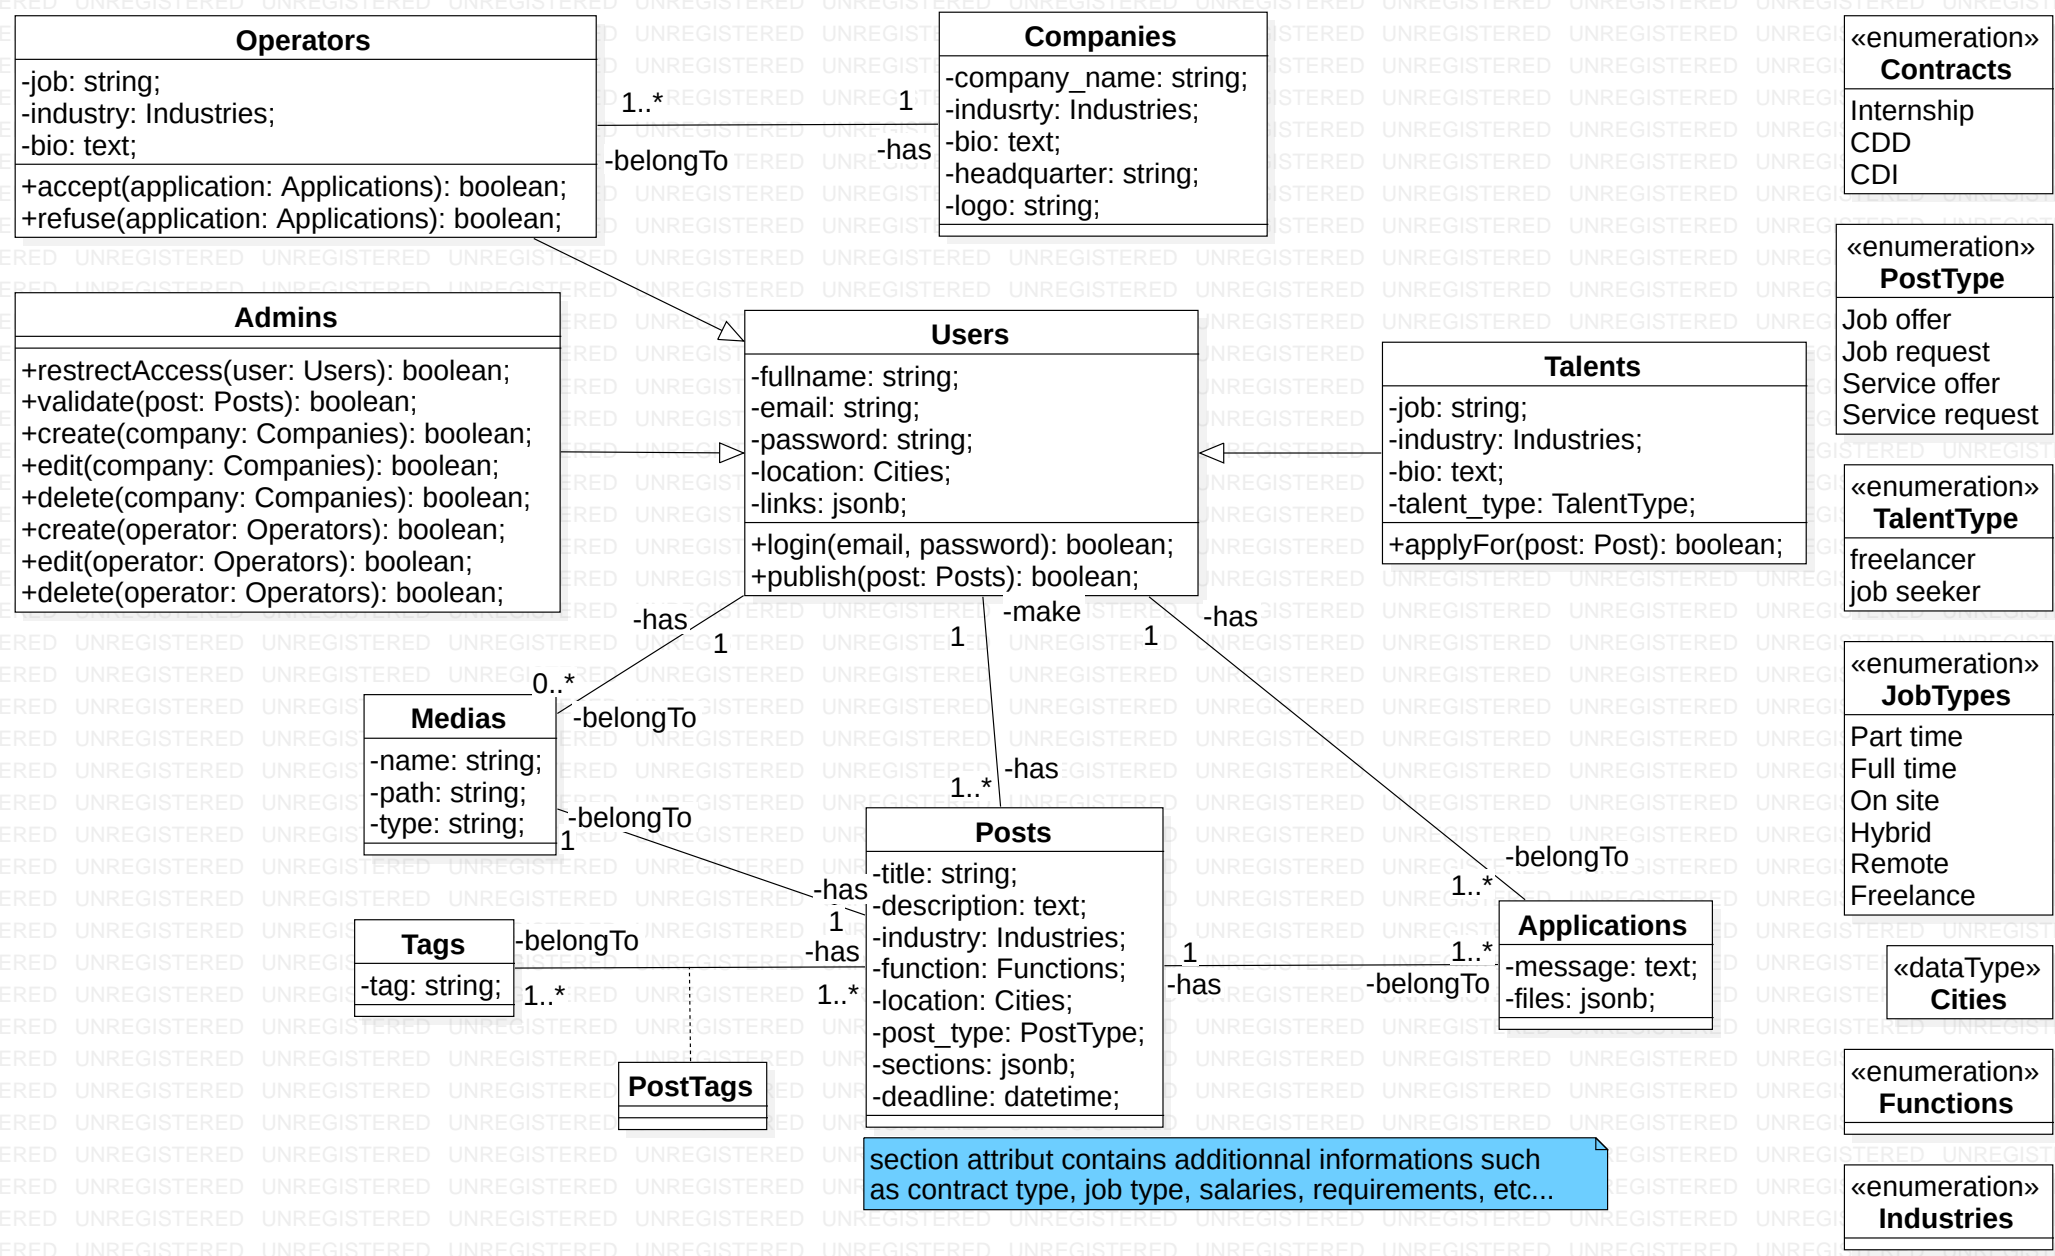 Operators
-job: string;
-industry: Industries;
-bio: text;
+accept(application: Applications): boolean;
+refuse(application: Applications): boolean;
1..*
1
-belongTo
-has
Companies
-company_name: string;
-indusrty: Industries;
-bio: text;
-headquarter: string;
-logo: string;
«enumeration»
Contracts
Internship
CDD
CDI
«enumeration»
PostType
Job offer
Job request
Service offer
Service request
Admins
+restrectAccess(user: Users): boolean;
+validate(post: Posts): boolean;
+create(company: Companies): boolean;
+edit(company: Companies): boolean;
+delete(company: Companies): boolean;
+create(operator: Operators): boolean;
+edit(operator: Operators): boolean;
+delete(operator: Operators): boolean;
Users
-fullname: string;
-email: string;
-password: string;
-location: Cities;
-links: jsonb;
+login(email, password): boolean;
+publish(post: Posts): boolean;
Talents
-job: string;
-industry: Industries;
-bio: text;
-talent_type: TalentType;
+applyFor(post: Post): boolean;
«enumeration»
TalentType
freelancer
job seeker
«enumeration»
JobTypes
Part time
Full time
On site
Hybrid
Remote
Freelance
-has
1
0..*
-belongTo
1
-make
-has
1..*
1
-has
-belongTo
1..*
Medias
-name: string;
-path: string;
-type: string;
-belongTo
1
-has
1
Posts
-title: string;
-description: text;
-industry: Industries;
-function: Functions;
-location: Cities;
-post_type: PostType;
-sections: jsonb;
-deadline: datetime;
Tags
-tag: string;
-belongTo
1..*
-has
1..*
PostTags
1
-has
1..*
-belongTo
Applications
-message: text;
-files: jsonb;
«dataType»
Cities
«enumeration»
Functions
«enumeration»
Industries
section attribut contains additionnal informations such
as contract type, job type, salaries, requirements, etc...
UNREGISTERED